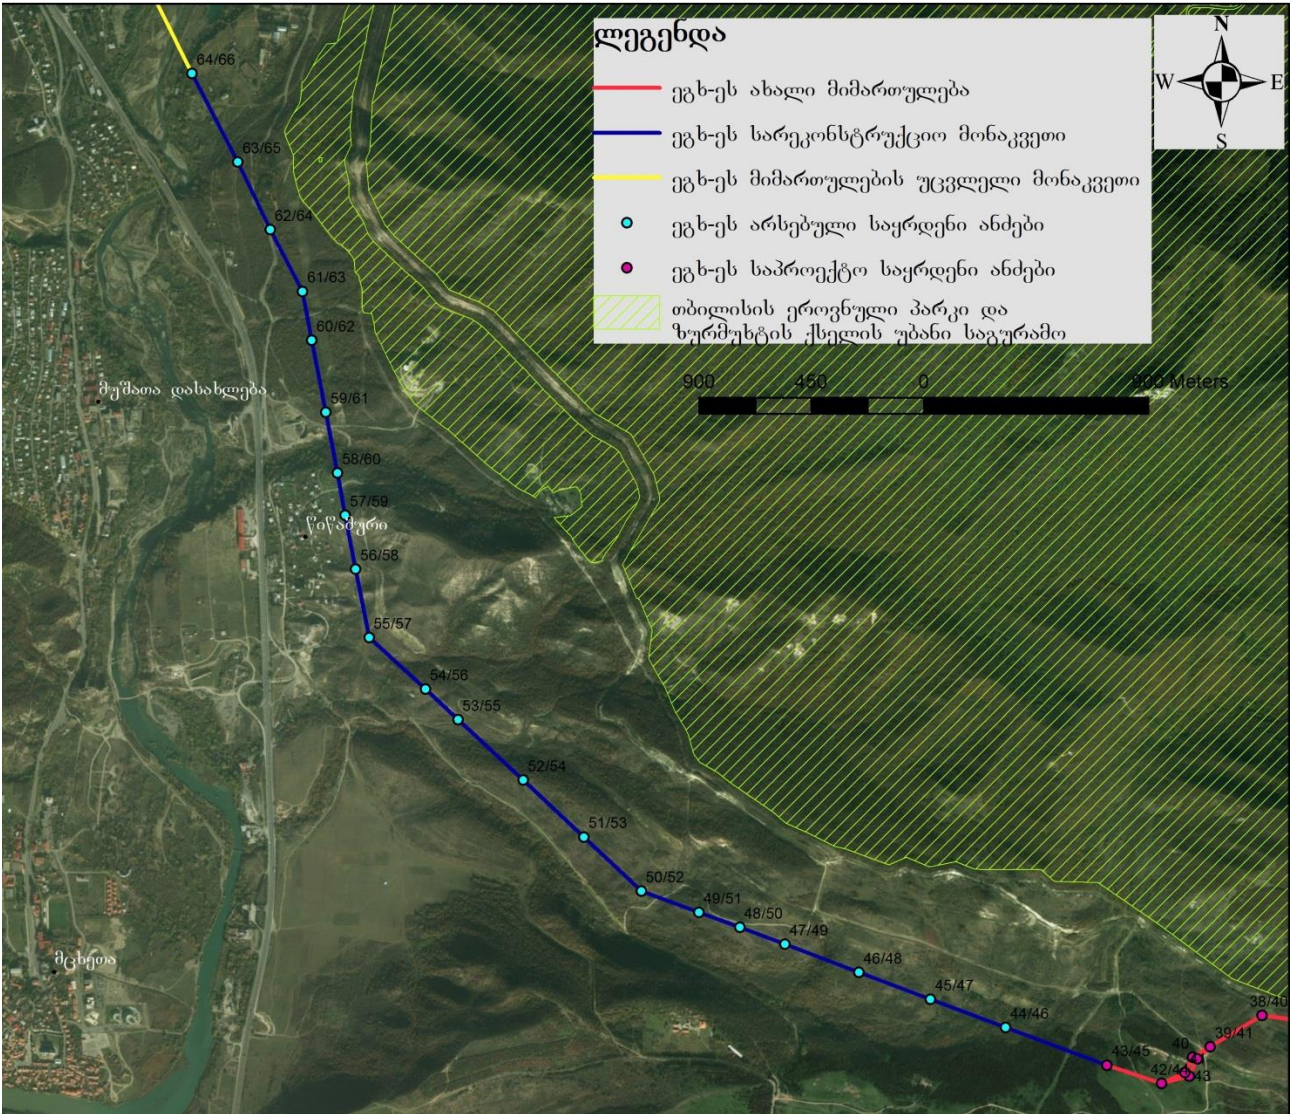 ლეგენდა
ეგხ-ეს ახალი მიმართულება
ეგხ-ეს სარეკონსტრუქციო მონაკვეთი
ეგხ-ეს მიმართულების უცვლელი მონაკვეთი
ეგხ-ეს არსებული საყრდენი ანძები
ეგხ-ეს საპროექტო საყრდენი ანძები
თბილისის ეროვნული პარკი და
ზურმუხტის ქსელის უბანი საგურამო
N
W E
S
900 450 0 900 Meters
64/66
63/65
62/64
61/63
60/62
მუშათა დასახლება
59/61
58/60
57/59
წიწამური
56/58
55/57
54/56
53/55
52/54
51/53
50/52
49/51
48/50
47/49
მცხეთა
46/48
45/47
44/46
38/40
39/41
40
43/45
42/44
43